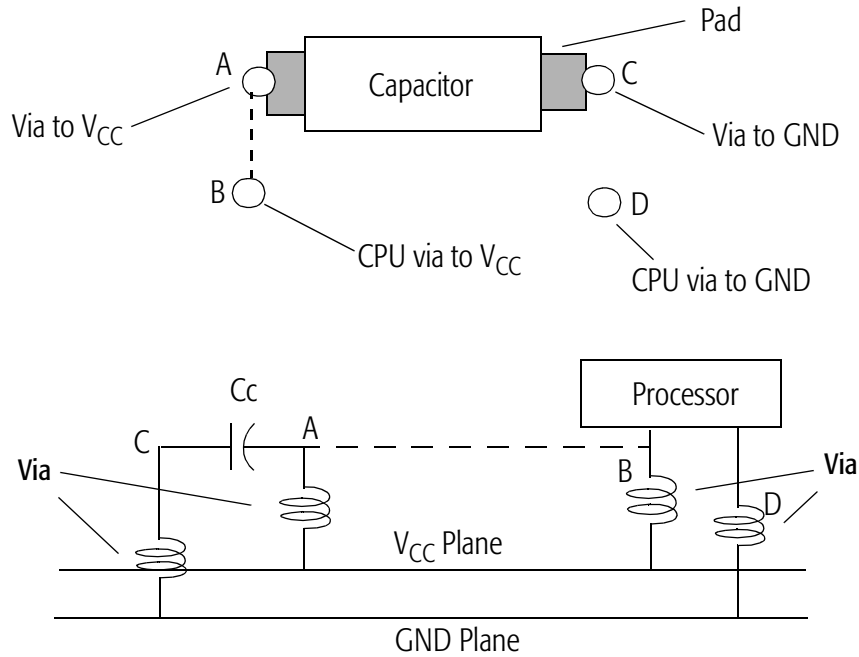 Pad
A
Capacitor
C
Via to VCC
Via to GND
B
D
CPU via to VCC
CPU via to GND
Processor
Cc
C
A
Via
B
Via
D
VCC Plane
GND Plane